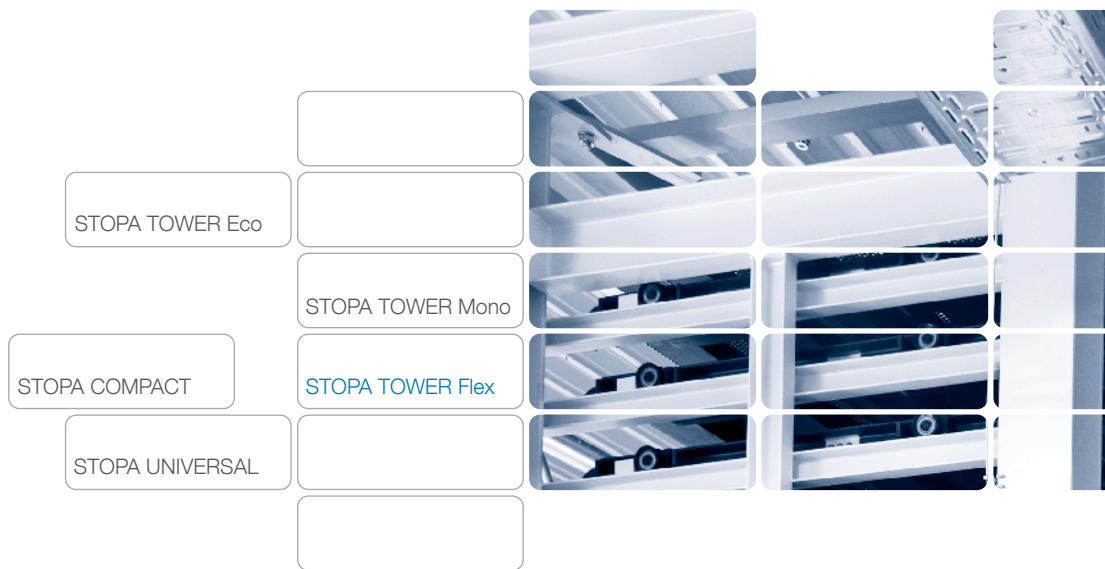 STOPA TOWER Eco
STOPA TOWER Mono
STOPA COMPACT
STOPA TOWER Flex
STOPA UNIVERSAL